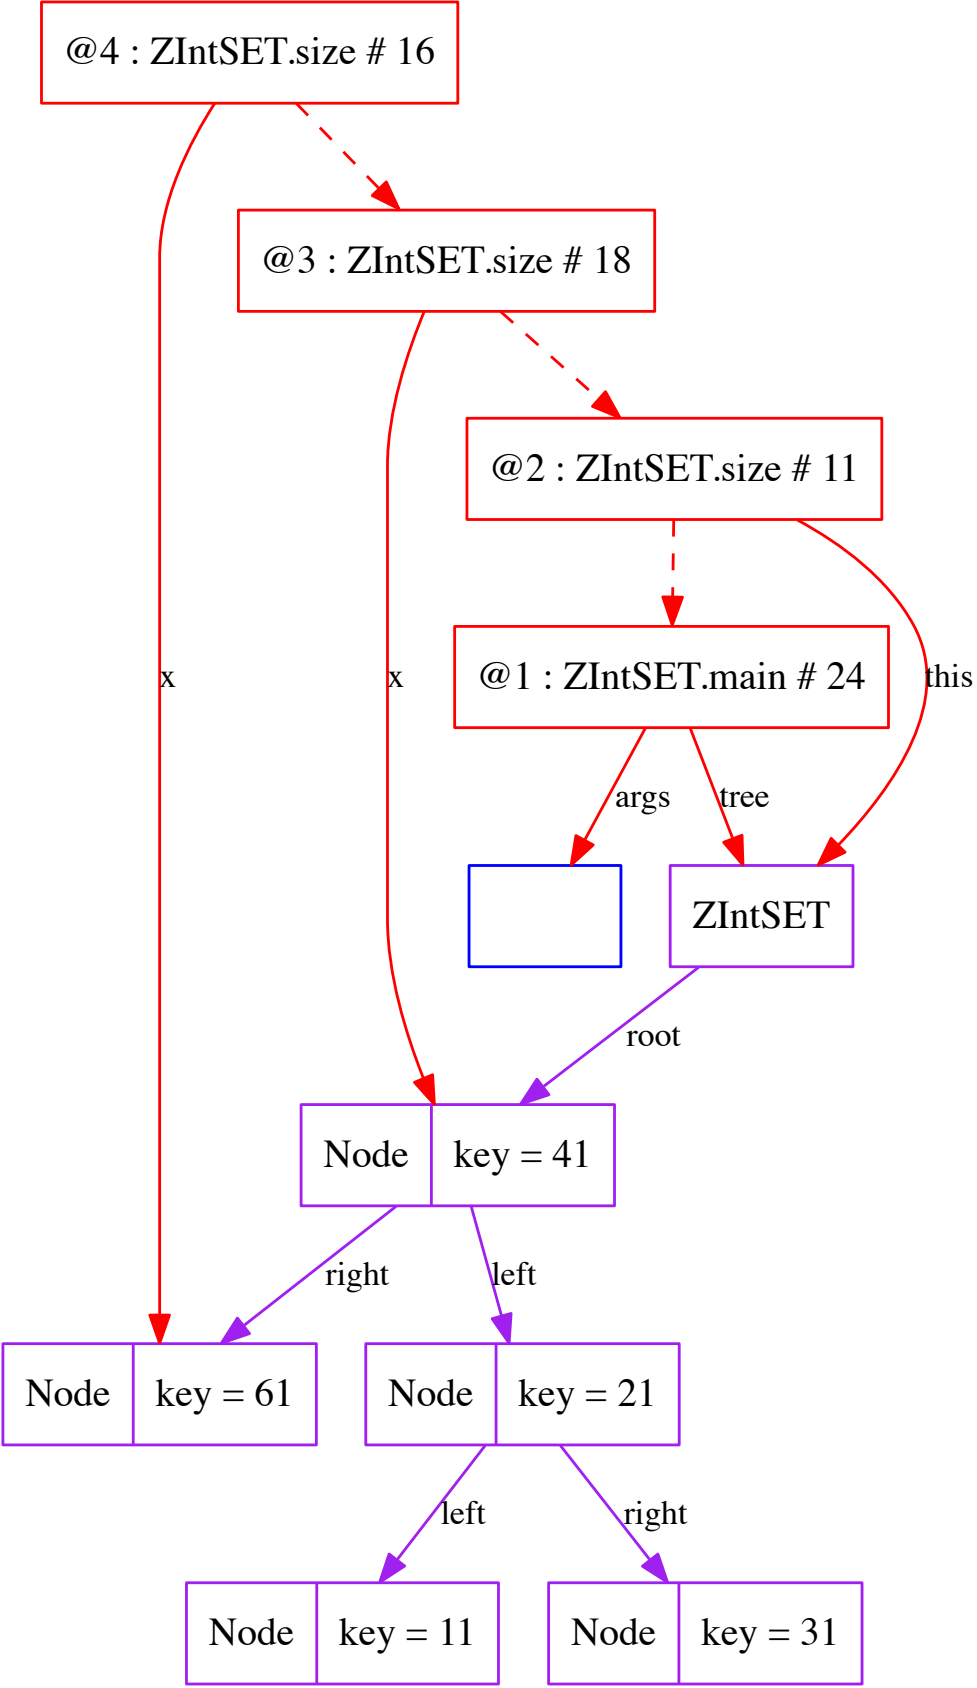 @4 : ZIntSET.size # 16
@3 : ZIntSET.size # 18
@2 : ZIntSET.size # 11
x
x
@1 : ZIntSET.main # 24
this
args
tree
ZIntSET
root
Node
key = 41
right
left
Node
key = 61
Node
key = 21
left
right
Node
key = 11
Node
key = 31